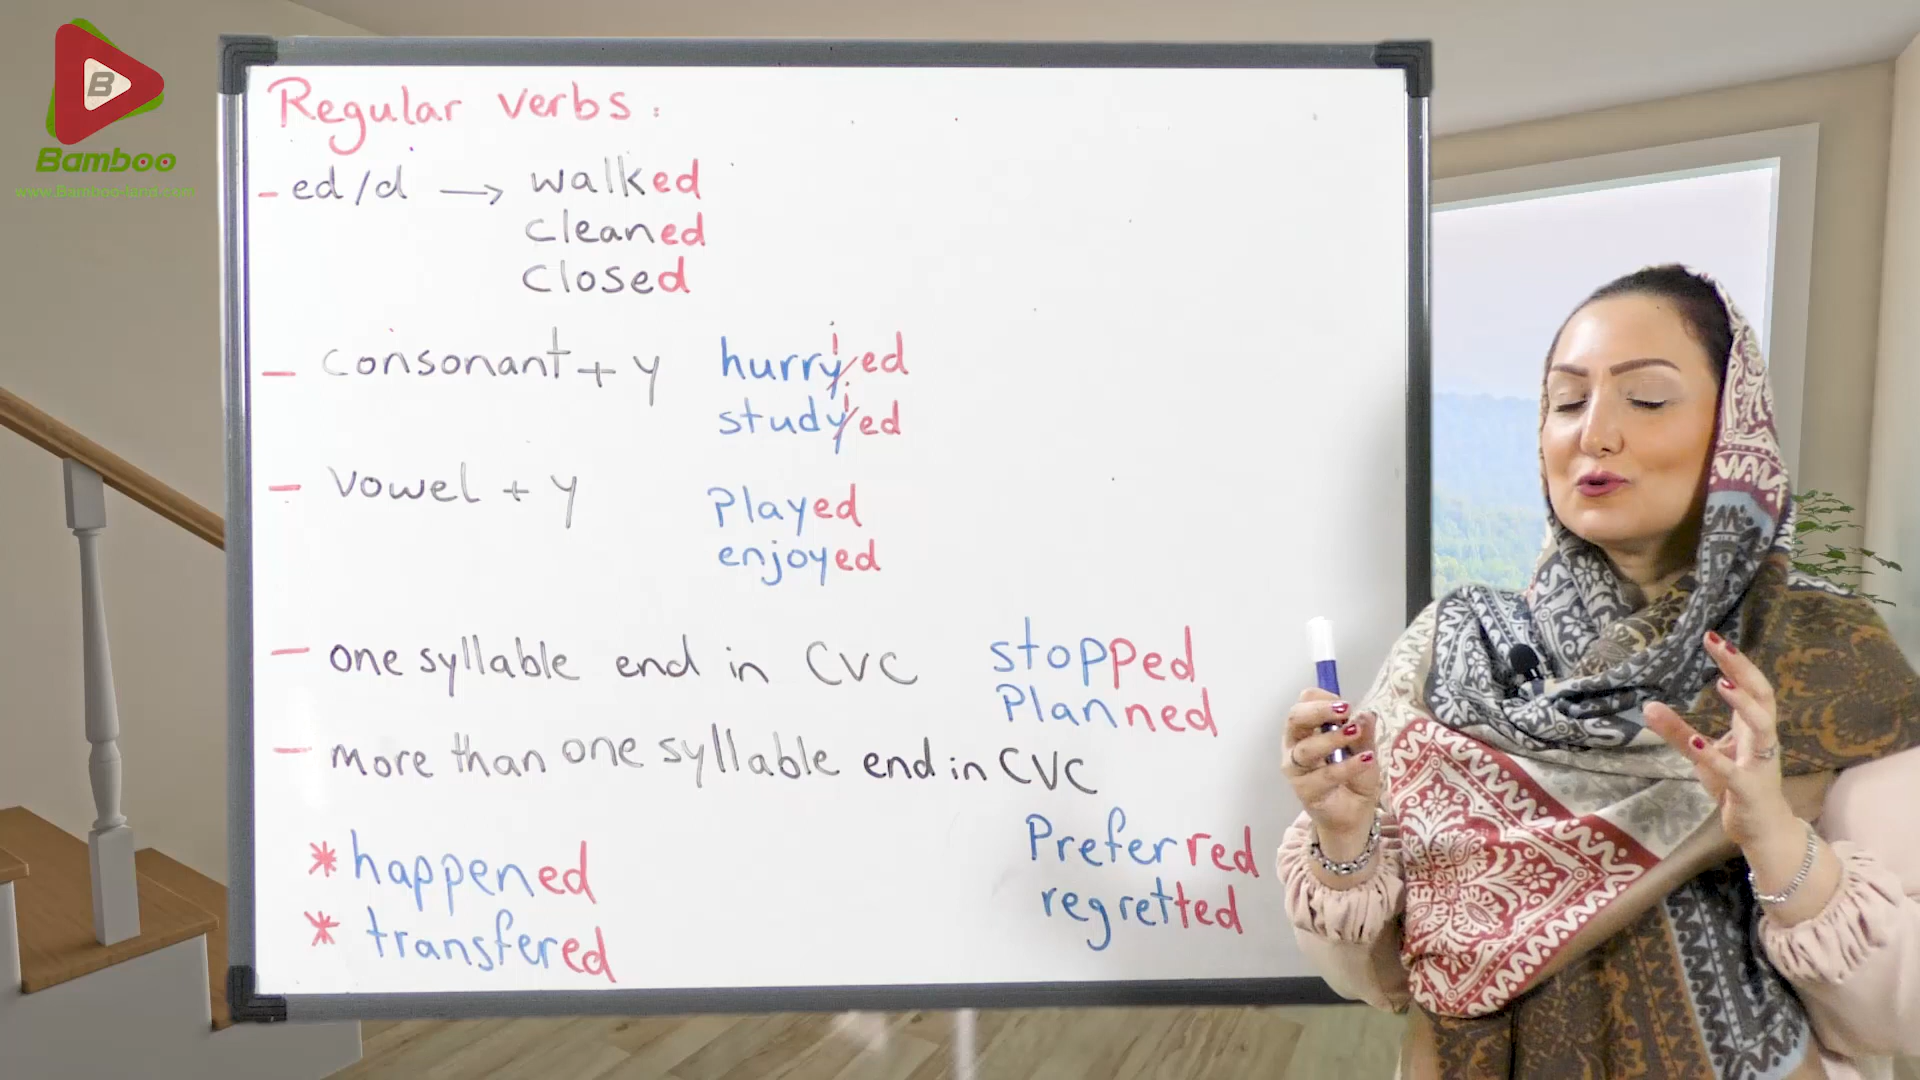 B
Bamboo
www.Bamboo-land.com
Regular verbs:
- ed/d → walked
cleaned
closed
- consonant + y hurryied
studyied
- vowel + y Played
enjoyed
- one syllable end in CVC stopped
Planned
- more than one syllable end in CVC
Preferred
regretted
* happened
* transfered